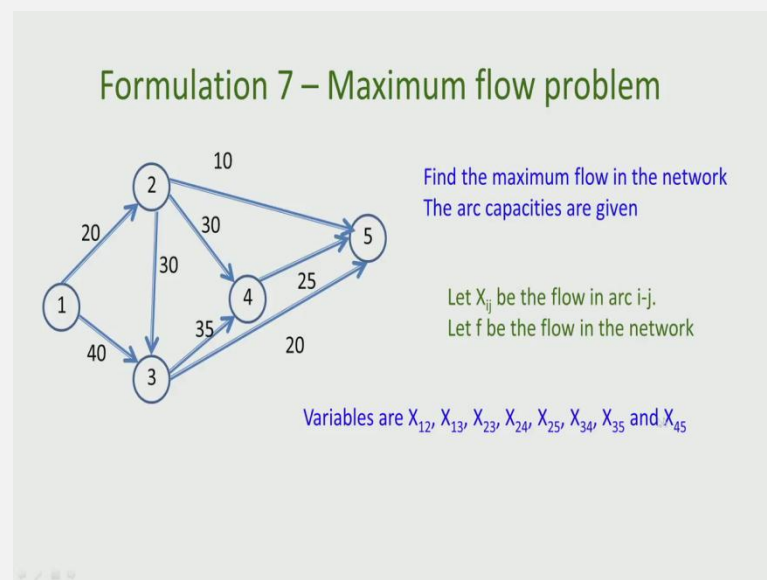 Formulation 7 – Maximum flow problem
10
2
Find the maximum flow in the network
The arc capacities are given
20
30
5
30
25
4
1
Let Xij be the flow in arc i-j.
Let f be the flow in the network
35
20
40
3
Variables are X12, X13, X23, X24, X25, X34, X35 and X45